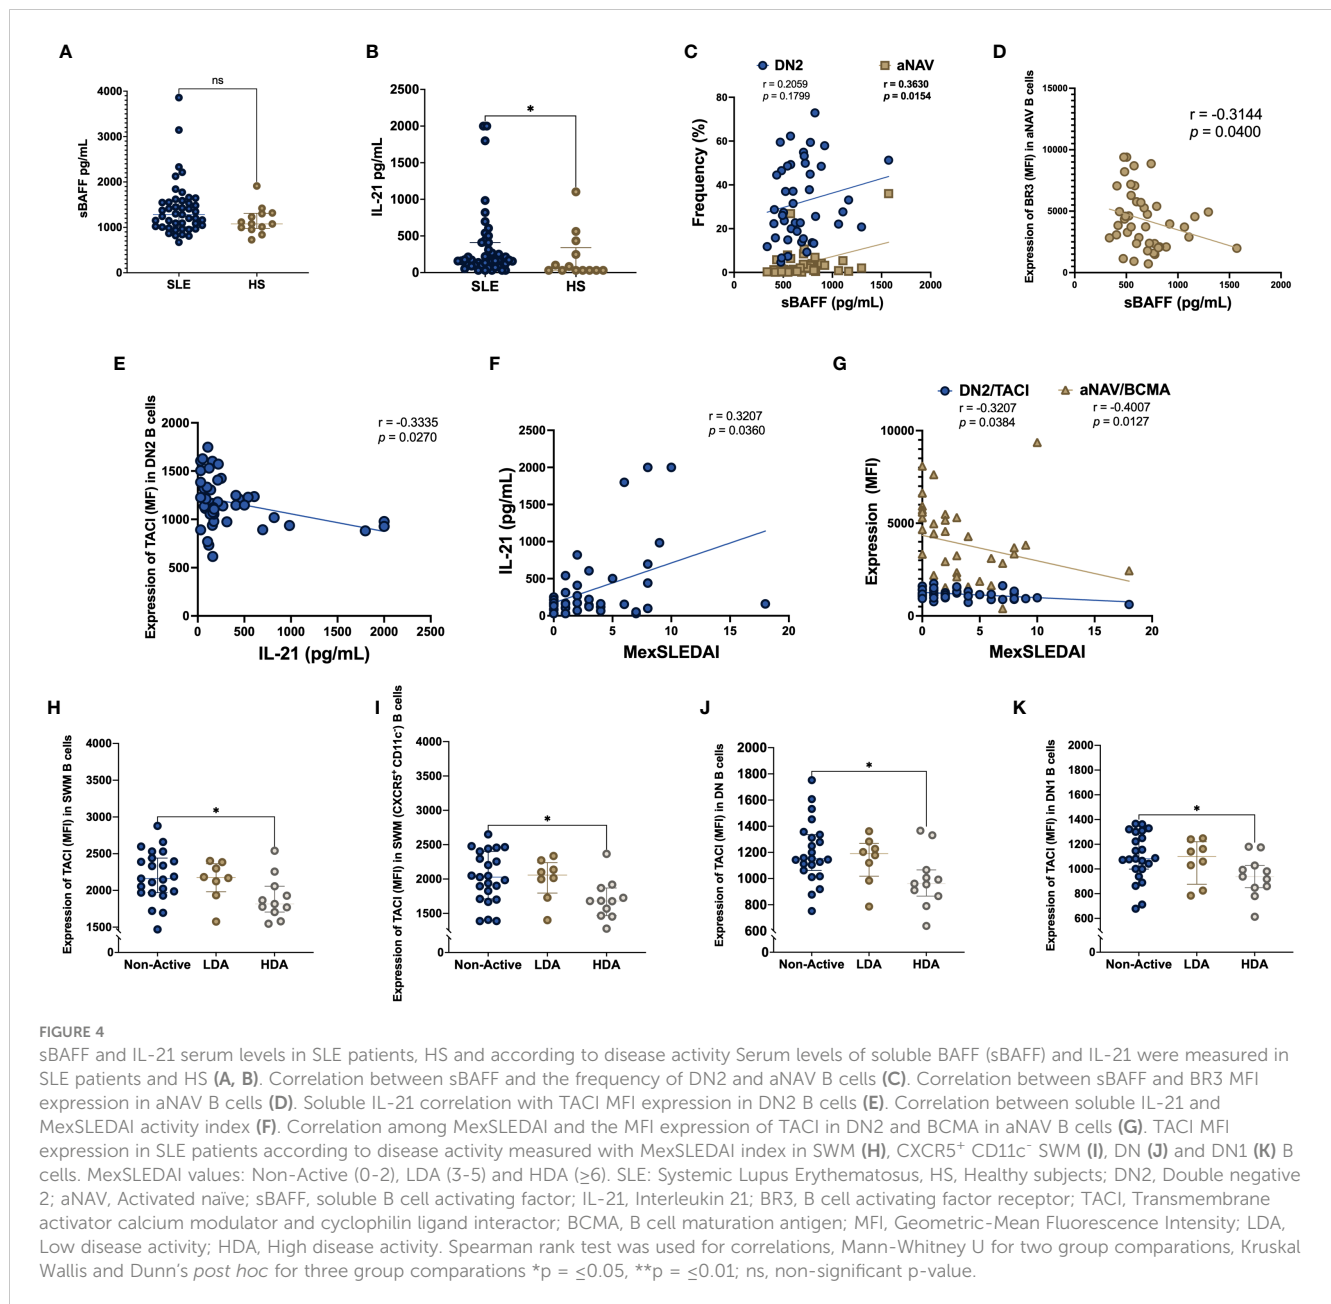 A
ns
sBAFF pg/mL
4000
3000
2000
1000
0
SLE
HS
B
*
IL-21 pg/mL
2500
2000
1500
1000
500
0
SLE
HS
C
DN2
aNAV
r = 0.2059
p = 0.1799
r = 0.3630
p = 0.0154
Frequency (%)
80
60
40
20
0
0
500
1000
1500
2000
sBAFF (pg/mL)
D
Expression of BR3 (MFI) in aNAV B cells
r = -0.3144
p = 0.0400
15000
10000
5000
0
0
500
1000
1500
2000
sBAFF (pg/mL)
E
Expression of TACI (MF) in DN2 B cells
r = -0.3335
p = 0.0270
2000
1500
1000
500
0
0
500
1000
1500
2000
2500
IL-21 (pg/mL)
F
r = 0.3207
p = 0.0360
IL-21 (pg/mL)
2500
2000
1500
1000
500
0
0
5
10
15
20
MexSLEDAI
G
DN2/TACI
aNAV/BCMA
r = -0.3207
p = 0.0384
r = -0.4007
p = 0.0127
Expression (MFI)
10000
5000
0
0
5
10
15
20
MexSLEDAI
H
Expression of TACI (MFI) in SWM B cells
*
4000
3500
3000
2500
2000
1500
0
Non-Active
LDA
HDA
I
Expression of TACI (MFI) in SWM (CXCR5⁺ CD11c⁻) B cells
*
4000
3500
3000
2500
2000
1500
0
Non-Active
LDA
HDA
J
Expression of TACI (MFI) in DN B cells
*
2000
1800
1600
1400
1200
1000
800
600
0
Non-Active
LDA
HDA
K
Expression of TACI (MFI) in DN1 B cells
*
2000
1800
1600
1400
1200
1000
800
600
0
Non-Active
LDA
HDA
FIGURE 4
sBAFF and IL-21 serum levels in SLE patients, HS and according to disease activity Serum levels of soluble BAFF (sBAFF) and IL-21 were measured in
SLE patients and HS (A, B). Correlation between sBAFF and the frequency of DN2 and aNAV B cells (C). Correlation between sBAFF and BR3 MFI
expression in aNAV B cells (D). Soluble IL-21 correlation with TACI MFI expression in DN2 B cells (E). Correlation between soluble IL-21 and
MexSLEDAI activity index (F). Correlation among MexSLEDAI and the MFI expression of TACI in DN2 and BCMA in aNAV B cells (G). TACI MFI
expression in SLE patients according to disease activity measured with MexSLEDAI index in SWM (H), CXCR5⁺ CD11c⁻ SWM (I), DN (J) and DN1 (K) B
cells. MexSLEDAI values: Non-Active (0-2), LDA (3-5) and HDA (≥6). SLE: Systemic Lupus Erythematosus, HS, Healthy subjects; DN2, Double negative
2; aNAV, Activated naïve; sBAFF, soluble B cell activating factor; IL-21, Interleukin 21; BR3, B cell activating factor receptor; TACI, Transmembrane
activator calcium modulator and cyclophilin ligand interactor; BCMA, B cell maturation antigen; MFI, Geometric-Mean Fluorescence Intensity; LDA,
Low disease activity; HDA, High disease activity. Spearman rank test was used for correlations, Mann-Whitney U for two group comparations, Kruskal
Wallis and Dunn's post hoc for three group comparations *p = ≤0.05, **p = ≤0.01; ns, non-significant p-value.